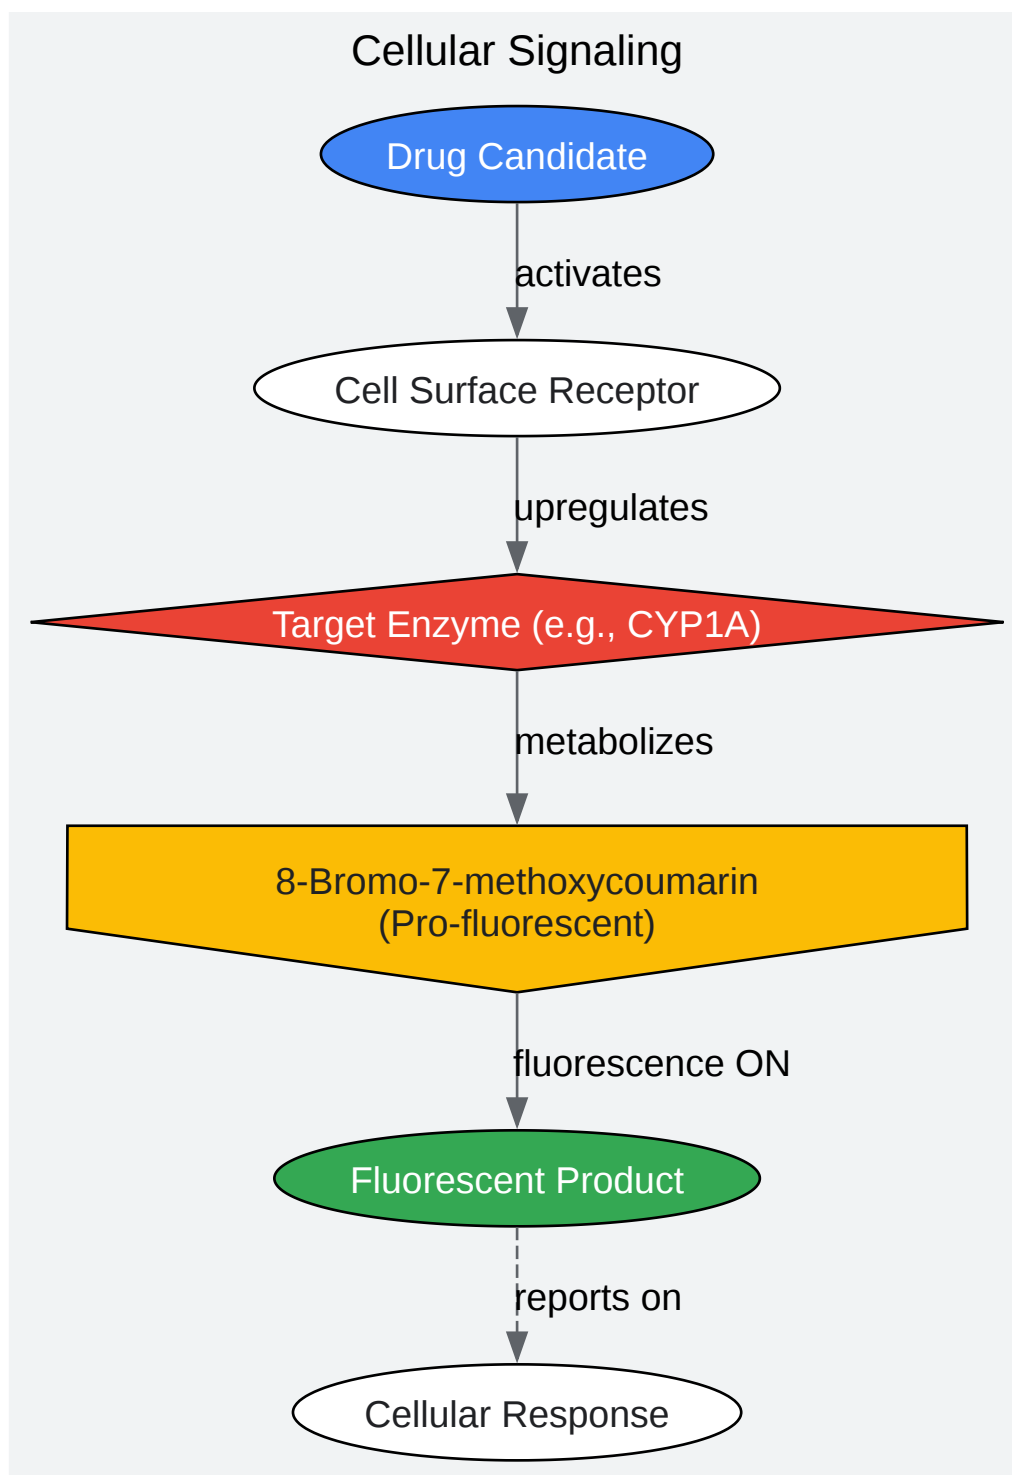 Cellular Signaling
Drug Candidate
activates
Cell Surface Receptor
upregulates
Target Enzyme (e.g., CYP1A)
metabolizes
8-Bromo-7-methoxycoumarin
(Pro-fluorescent)
fluorescence ON
Fluorescent Product
reports on
Cellular Response